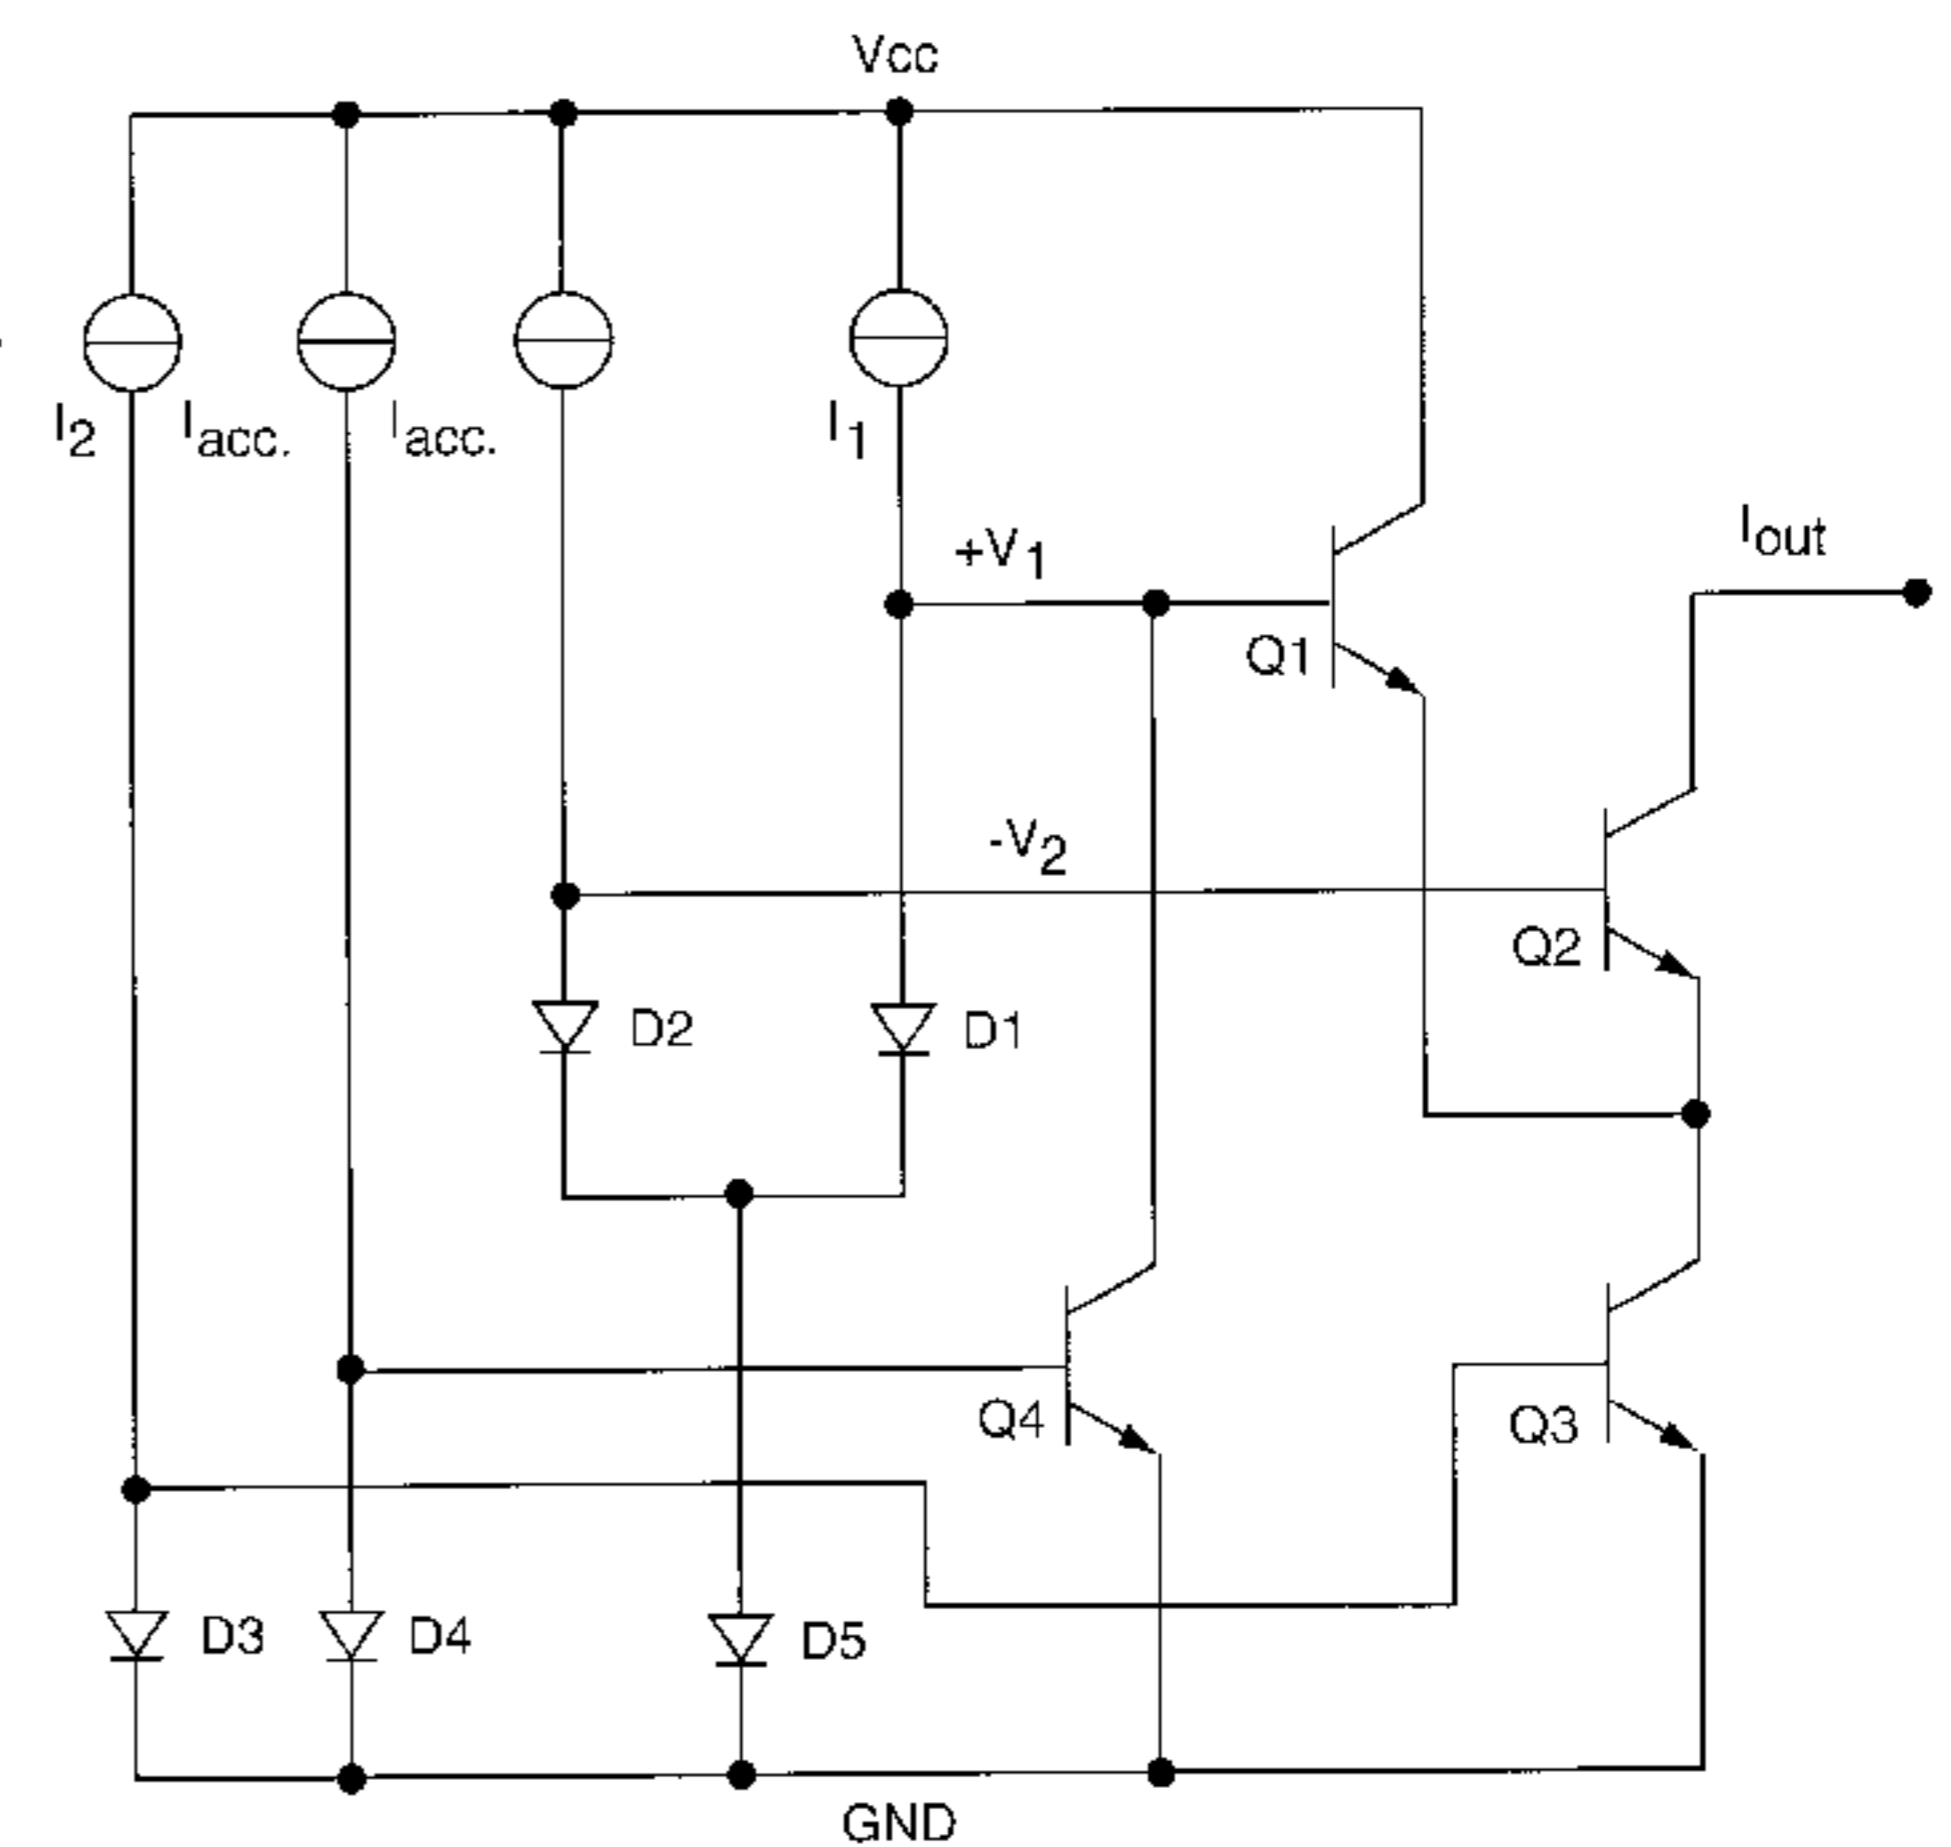 Vcc
I2
Iacc.
Iacc.
I1
+V1
Iout
Q1
-V2
Q2
D2
D1
Q4
Q3
D3
D4
D5
GND